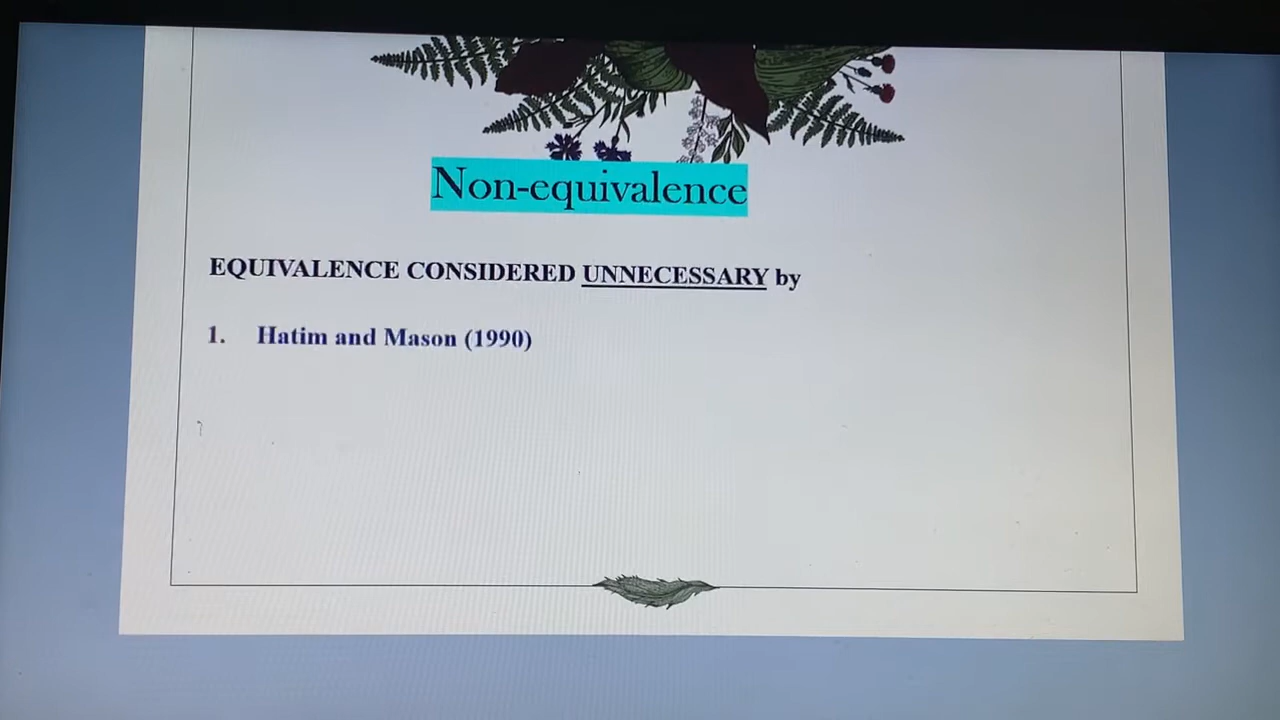 Non-equivalence
EQUIVALENCE CONSIDERED UNNECESSARY by
1. Hatim and Mason (1990)